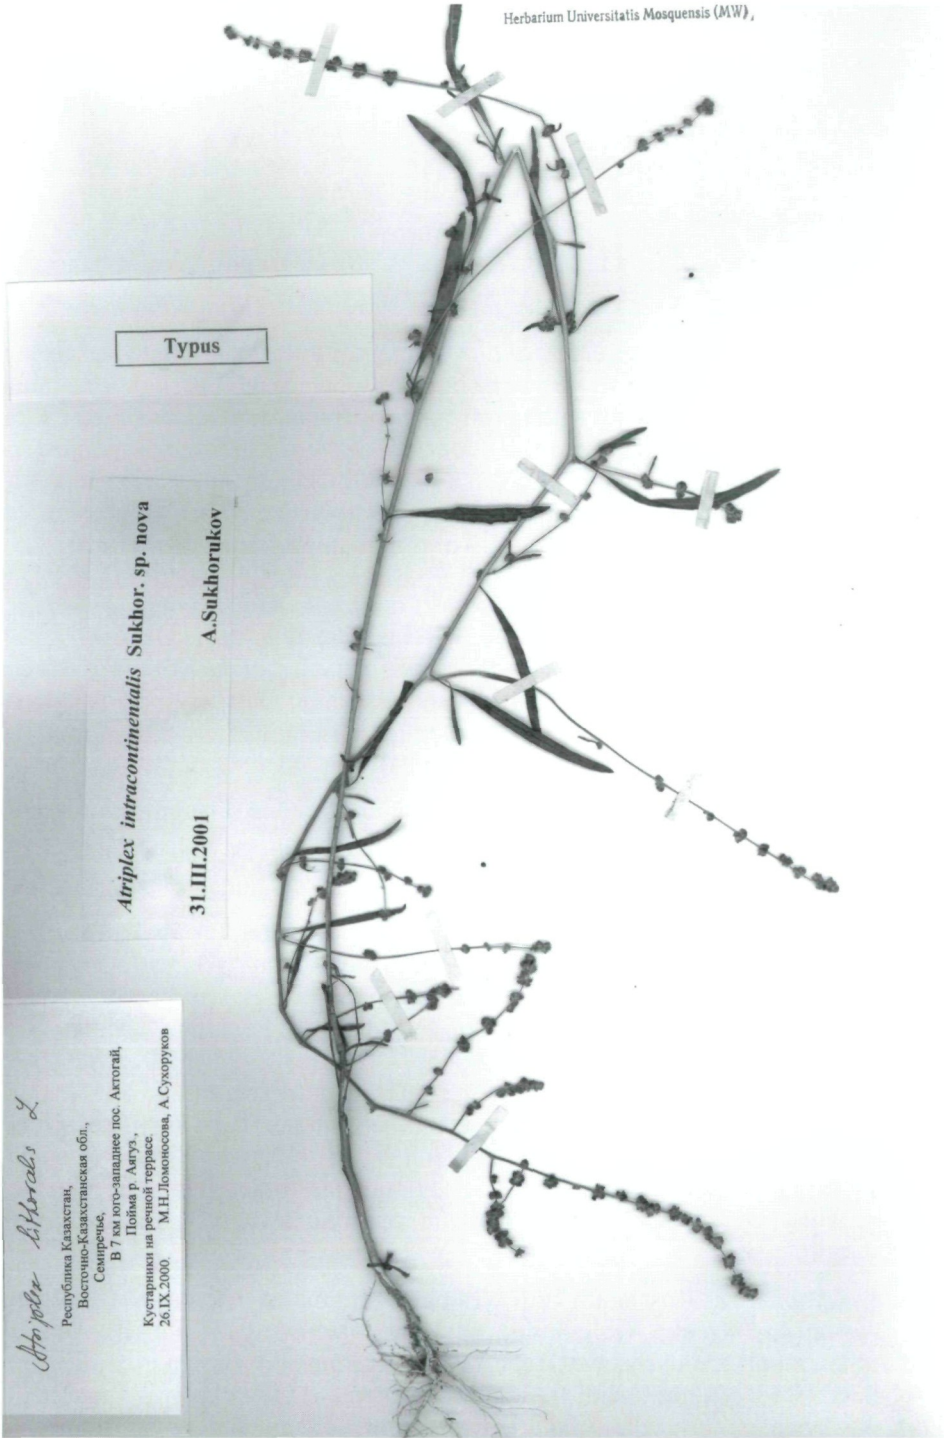 Herbarium Universitatis Mosquensis (MW),
Typus
Atriplex intracontinentalis Sukhor. sp. nova
31.III.2001 A.Sukhorukov
Atriplex littoralis L
Республика Казахстан,
Восточно-Казахстанская обл.,
Семиречье,
В 7 км юго-западнее пос. Актогай,
Пойма р. Аягуз.,
Кустарники на речной террасе.
26.IX.2000. М.Н.Ломоносова, А.Сухоруков